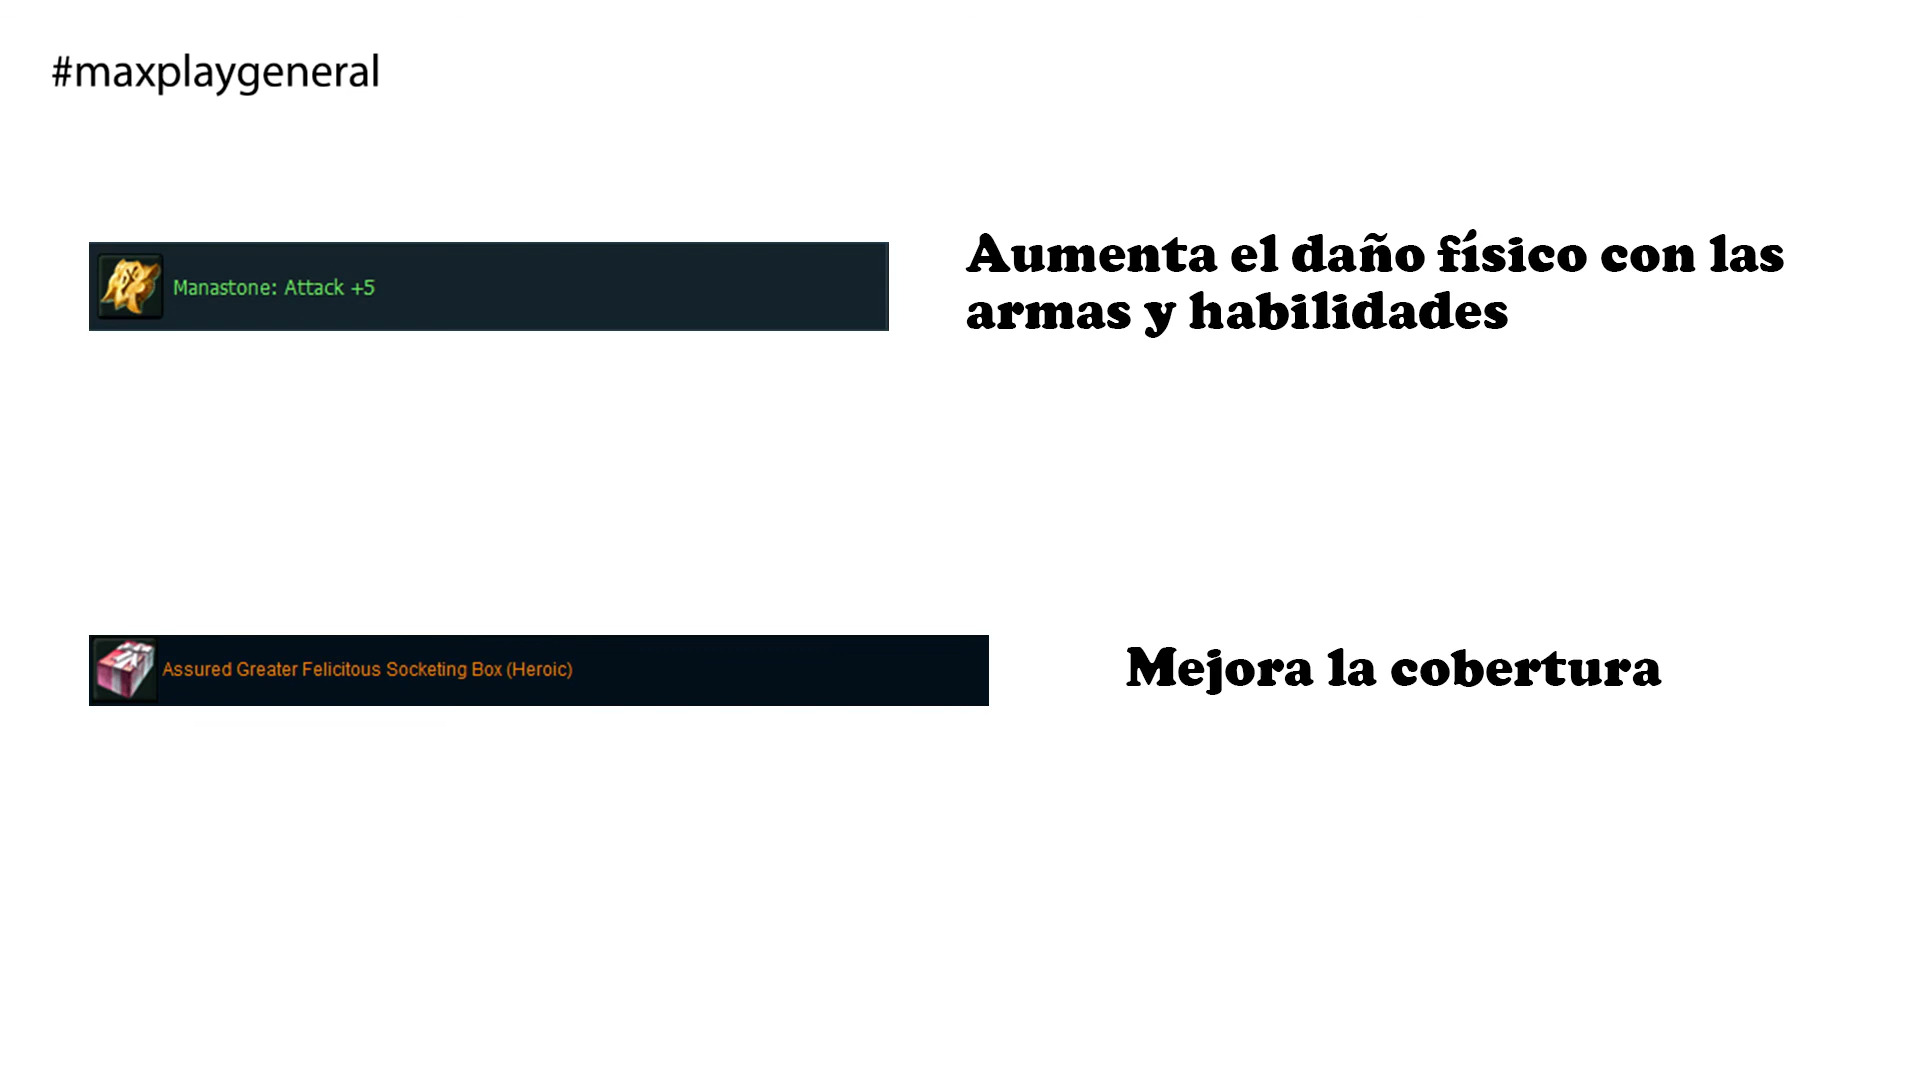 #maxplaygeneral
Manastone: Attack +5
Aumenta el daño físico con las
armas y habilidades
Assured Greater Felicitous Socketing Box (Heroic)
Mejora la cobertura